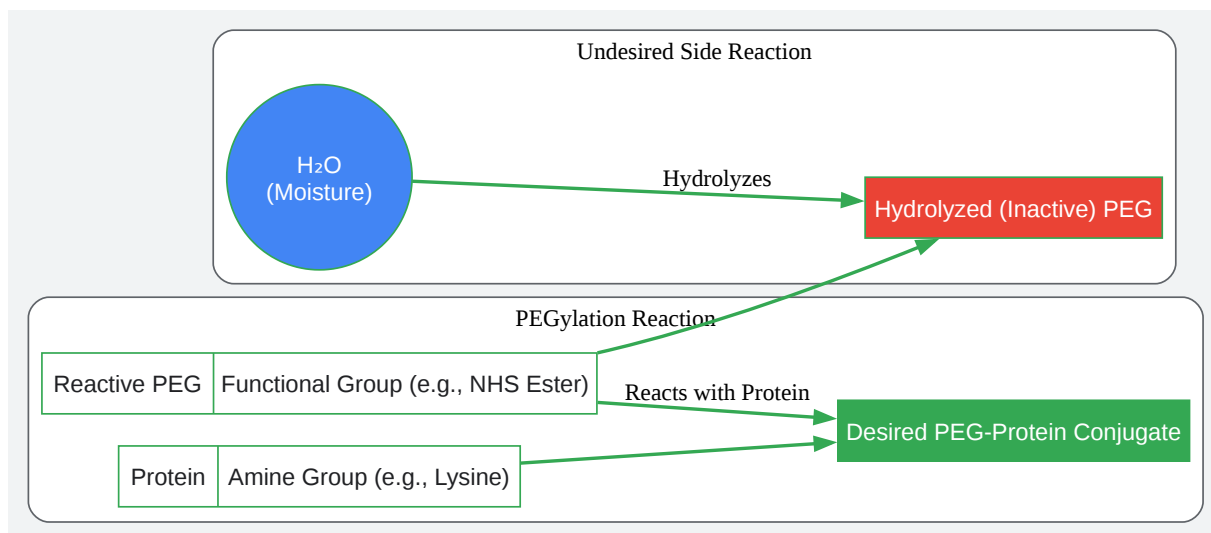 Undesired Side Reaction
H₂O
(Moisture)
Hydrolyzes
Hydrolyzed (Inactive) PEG
PEGylation Reaction
Reactive PEG
Functional Group (e.g., NHS Ester)
Reacts with Protein
Desired PEG-Protein Conjugate
Protein
Amine Group (e.g., Lysine)